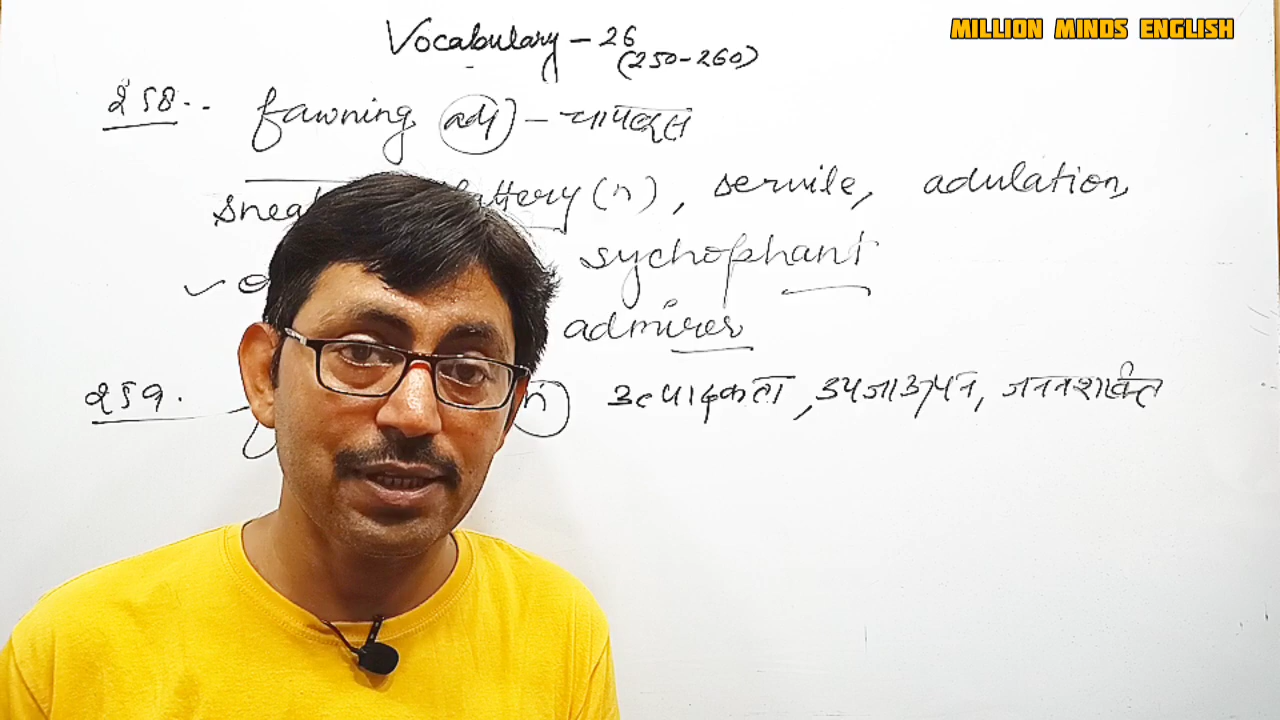 MILLION MINDS ENGLISH
Vocabulary - 26
(250-260)
258.. fawning (adj) - चापलूस
flattery (n), servile, adulation,
sychophant
admirer
259. n) उत्पादकता, उपजाऊपन, जननशक्ति